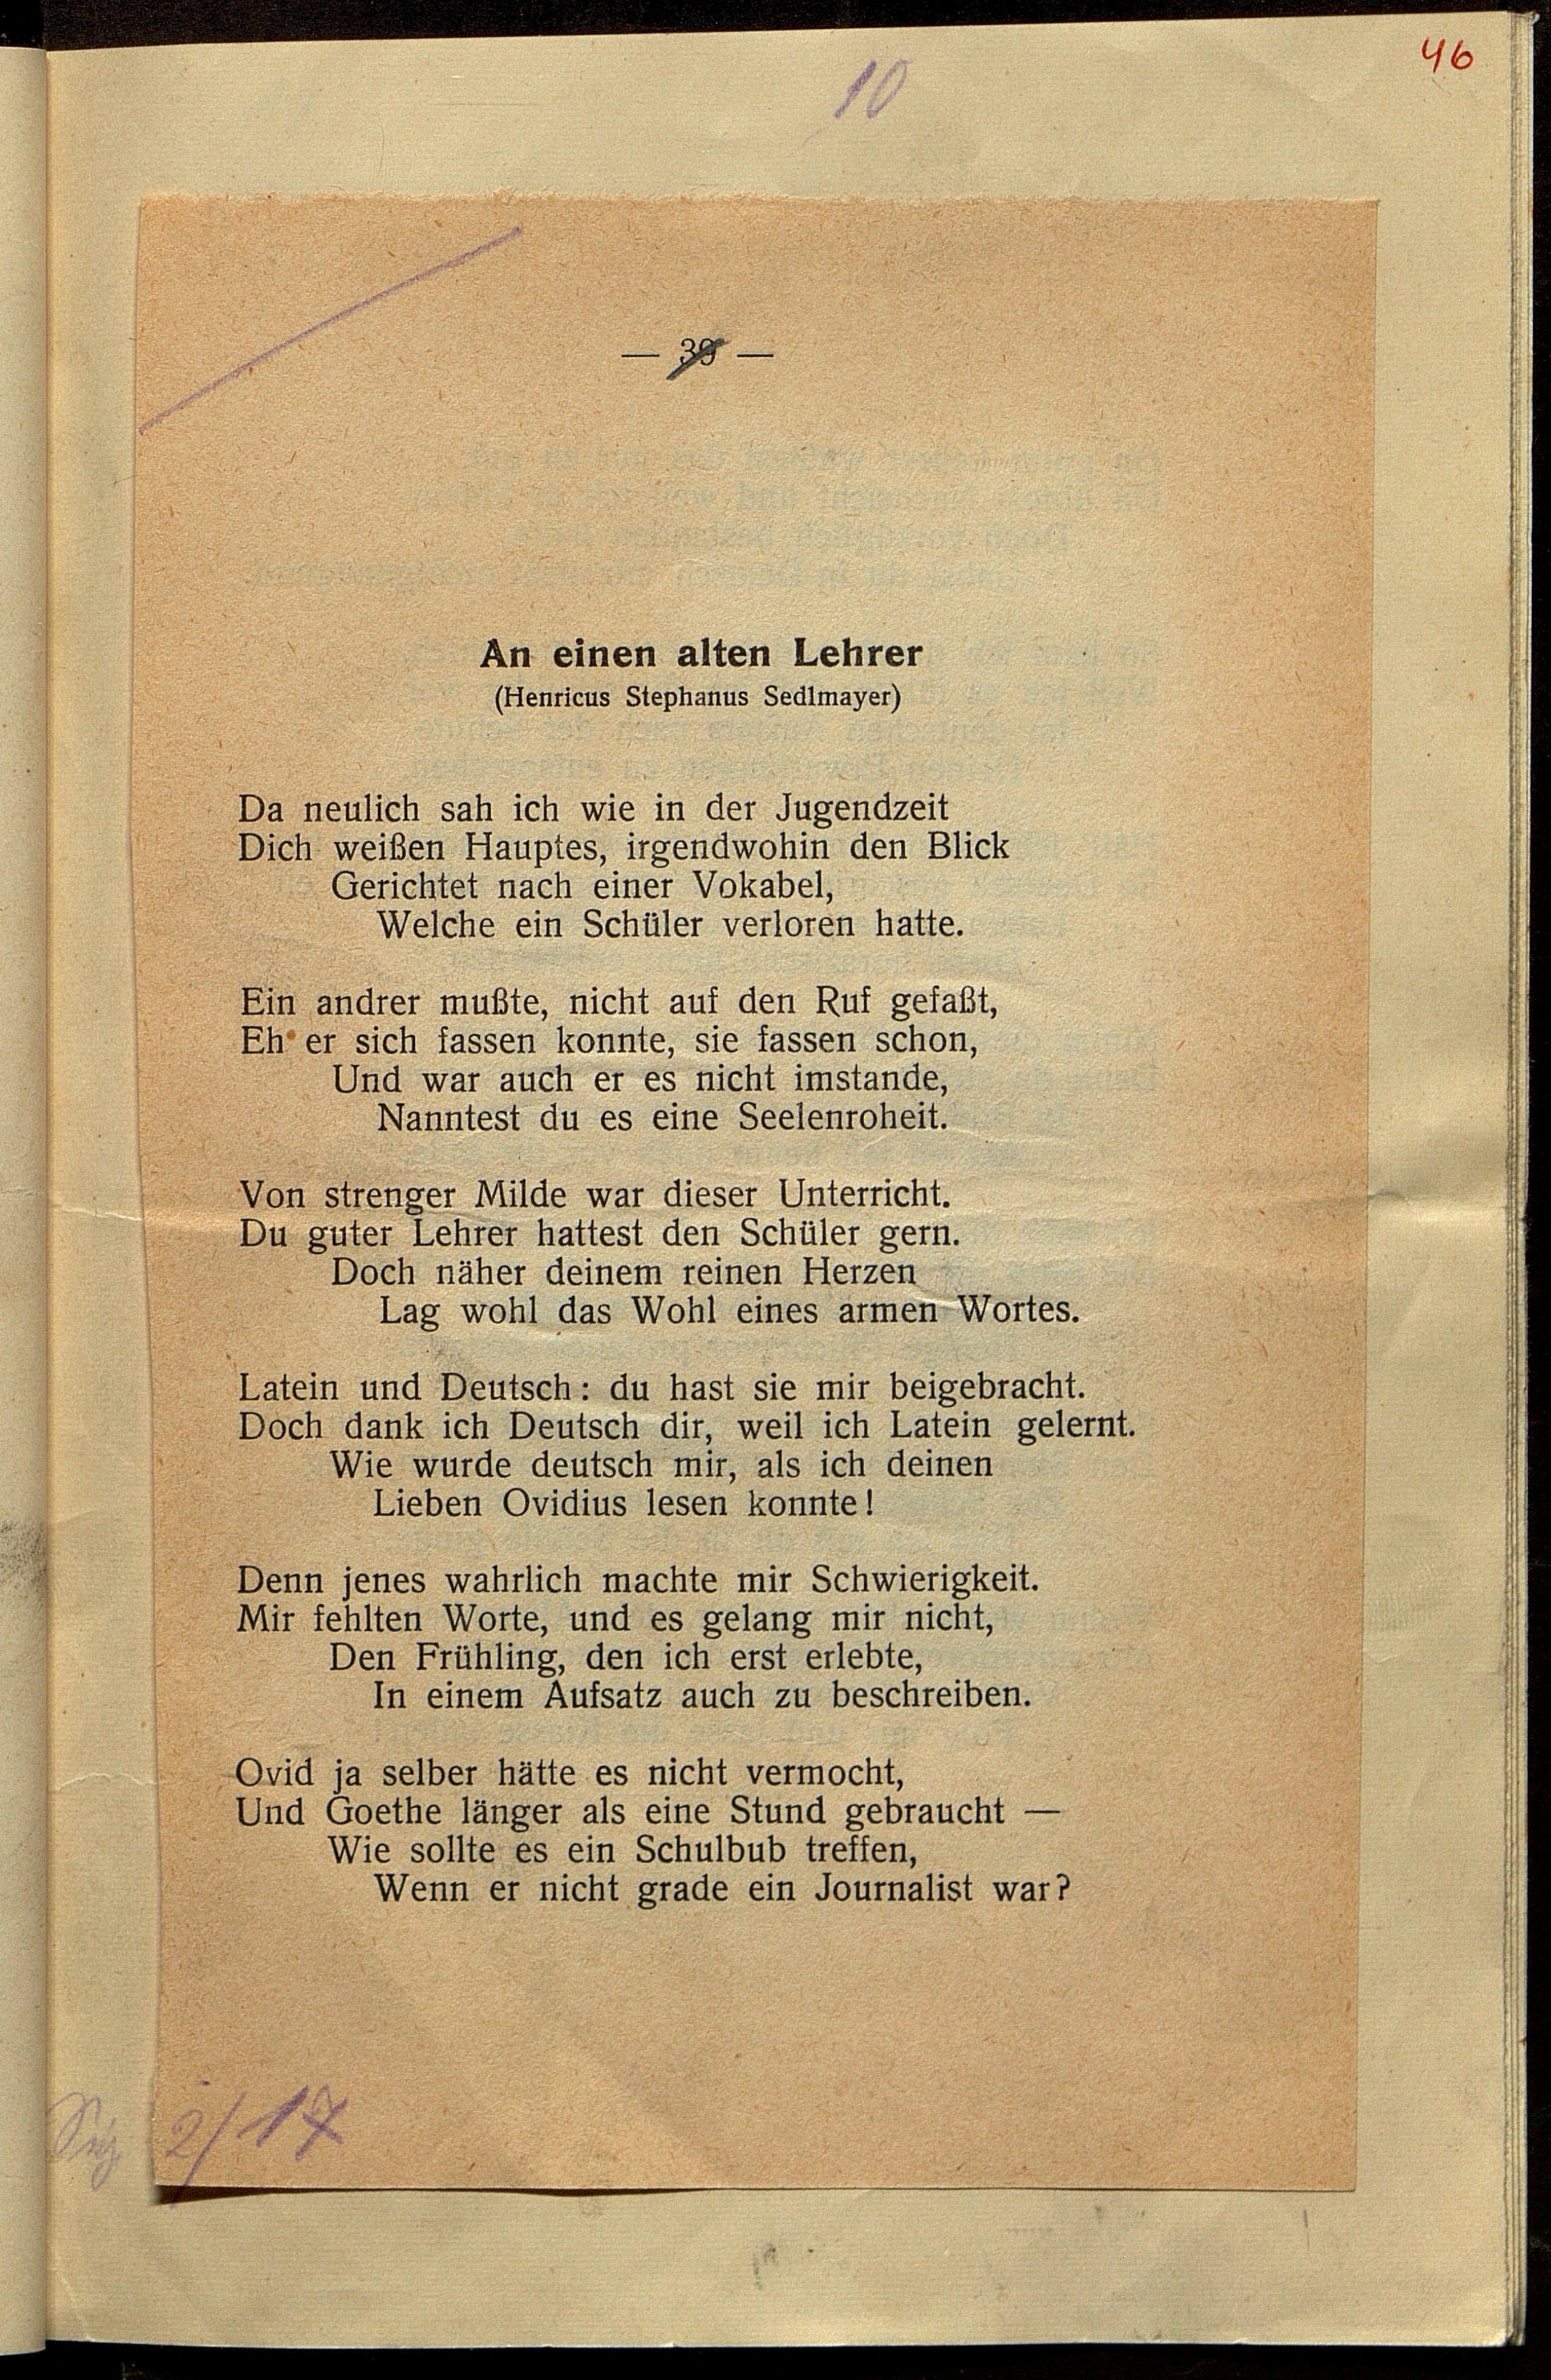 46
10
— 39 —
An einen alten Lehrer
(Henricus Stephanus Sedlmayer)
Da neulich sah ich wie in der Jugendzeit
Dich weißen Hauptes, irgendwohin den Blick
Gerichtet nach einer Vokabel,
Welche ein Schüler verloren hatte.
Ein andrer mußte, nicht auf den Ruf gefaßt,
Eh er sich fassen konnte, sie fassen schon,
Und war auch er es nicht imstande,
Nanntest du es eine Seelenroheit.
Von strenger Milde war dieser Unterricht.
Du guter Lehrer hattest den Schüler gern.
Doch näher deinem reinen Herzen
Lag wohl das Wohl eines armen Wortes.
Latein und Deutsch: du hast sie mir beigebracht.
Doch dank ich Deutsch dir, weil ich Latein gelernt.
Wie wurde deutsch mir, als ich deinen
Lieben Ovidius lesen konnte!
Denn jenes wahrlich machte mir Schwierigkeit.
Mir fehlten Worte, und es gelang mir nicht,
Den Frühling, den ich erst erlebte,
In einem Aufsatz auch zu beschreiben.
Ovid ja selber hätte es nicht vermocht,
Und Goethe länger als eine Stund gebraucht —
Wie sollte es ein Schulbub treffen,
Wenn er nicht grade ein Journalist war?
2/17